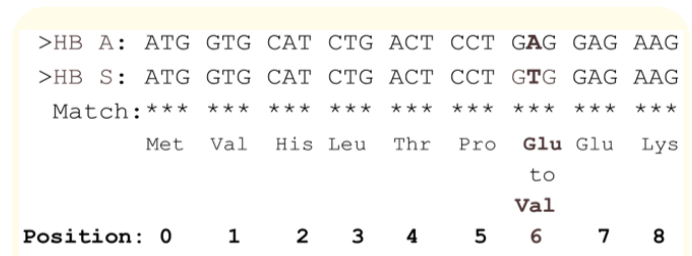 >HB A: ATG GTG CAT CTG ACT CCT GAG GAG AAG
>HB S: ATG GTG CAT CTG ACT CCT GTG GAG AAG
Match:*** *** *** *** *** *** *** *** ***
Met Val His Leu Thr Pro Glu Glu Lys
to
Val
Position: 0 1 2 3 4 5 6 7 8